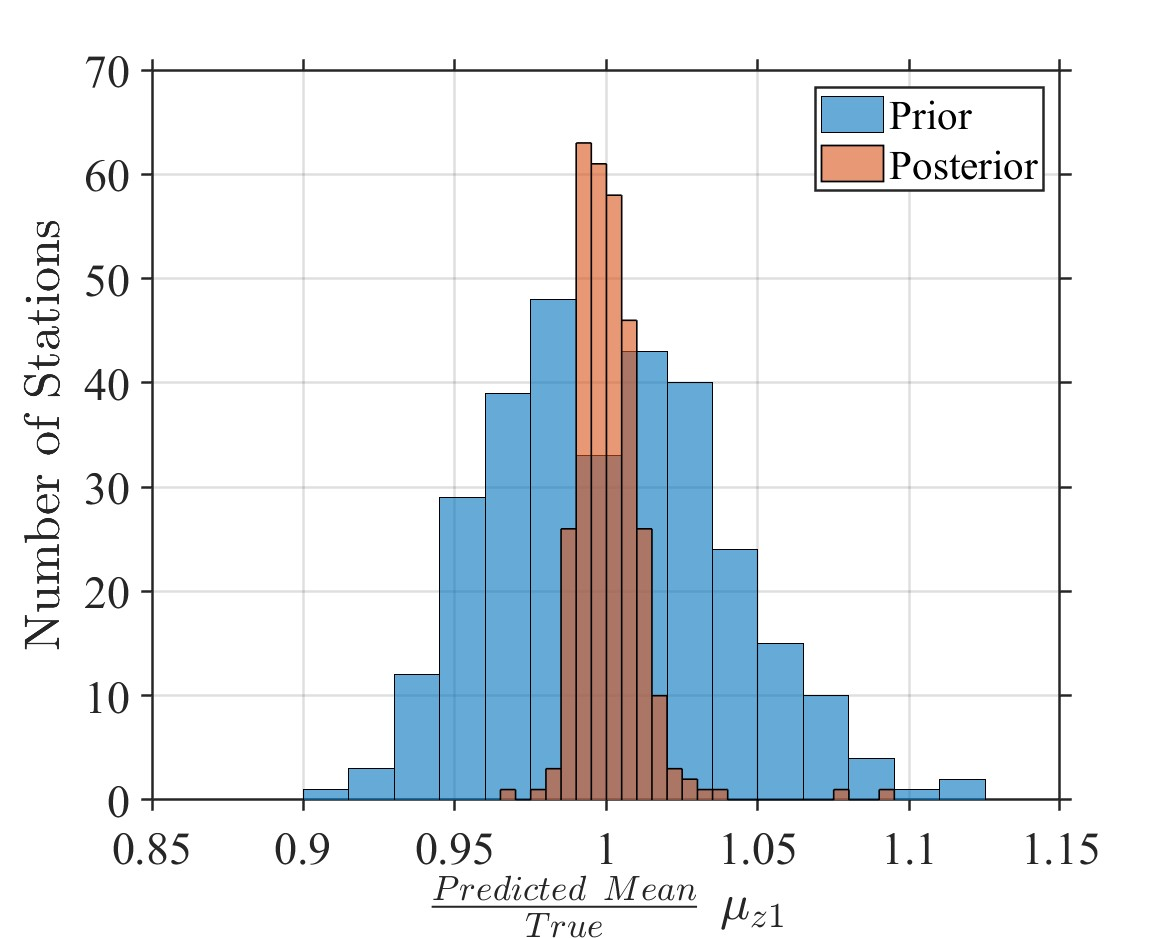 70
60
50
40
30
20
10
0
Number of Stations
Prior
Posterior
0.85 0.9 0.95 1 1.05 1.1 1.15
Predicted Mean
True
μz1